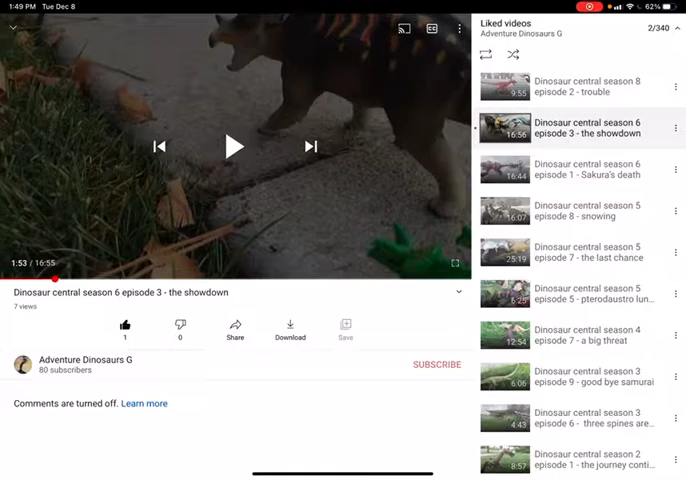 1:49 PM Tue Dec 8
62%
1:53 / 16:55
Dinosaur central season 6 episode 3 - the showdown
7 views
1
0
Share
Download
Save
Adventure Dinosaurs G
80 subscribers
SUBSCRIBE
Comments are turned off. Learn more
Liked videos
Adventure Dinosaurs G
2/340
9:55
Dinosaur central season 8
episode 2 - trouble
16:56
Dinosaur central season 6
episode 3 - the showdown
16:44
Dinosaur central season 6
episode 1 - Sakura's death
16:07
Dinosaur central season 5
episode 8 - snowing
25:19
Dinosaur central season 5
episode 7 - the last chance
6:25
Dinosaur central season 5
episode 5 - pterodaustro lun...
12:54
Dinosaur central season 4
episode 7 - a big threat
6:06
Dinosaur central season 3
episode 9 - good bye samurai
4:43
Dinosaur central season 3
episode 6 - three spines are...
8:57
Dinosaur central season 2
episode 1 - the journey conti...